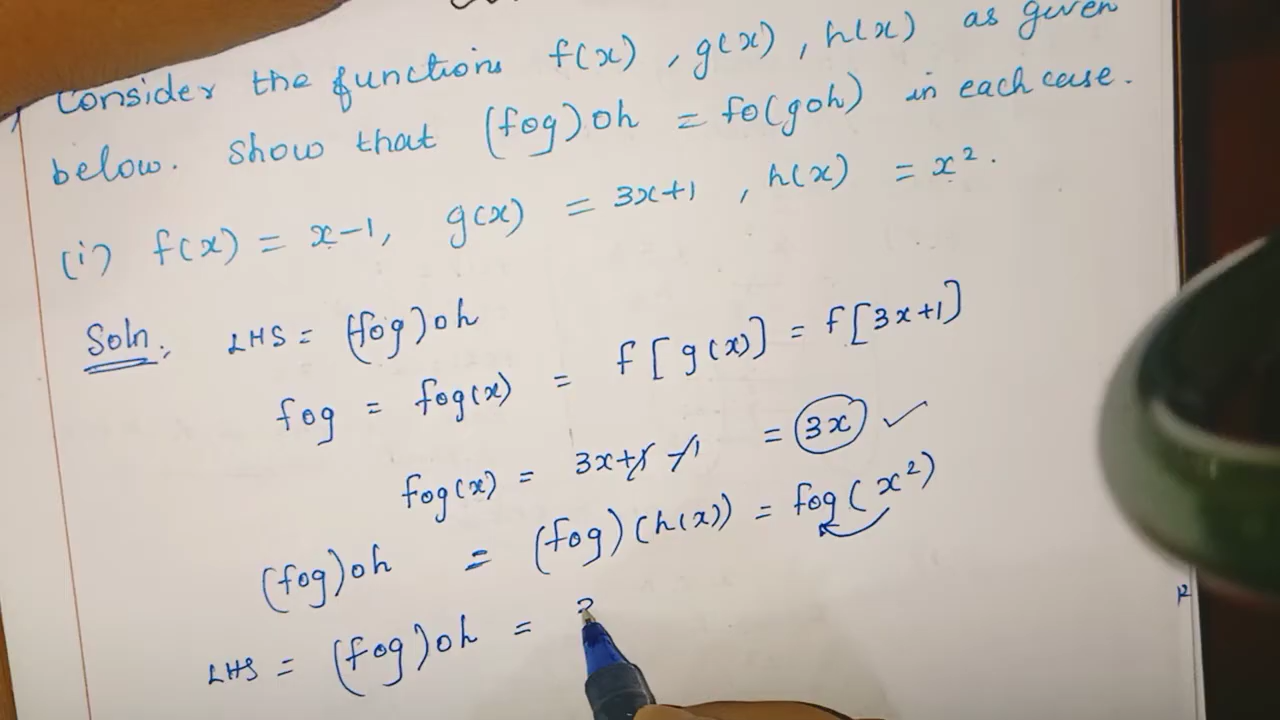 Consider the functions f(x), g(x), h(x) as given
below. Show that (fog)oh = fo(goh) in each case.
(i) f(x) = x-1, g(x) = 3x+1, h(x) = x².
Soln: LHS = (fog)oh
fog = fog(x) = f[g(x)] = f[3x+1]
fog(x) = 3x+1-1 = 3x ✓
(fog)oh = (fog)(h(x)) = fog(x²)
LHS = (fog)oh =